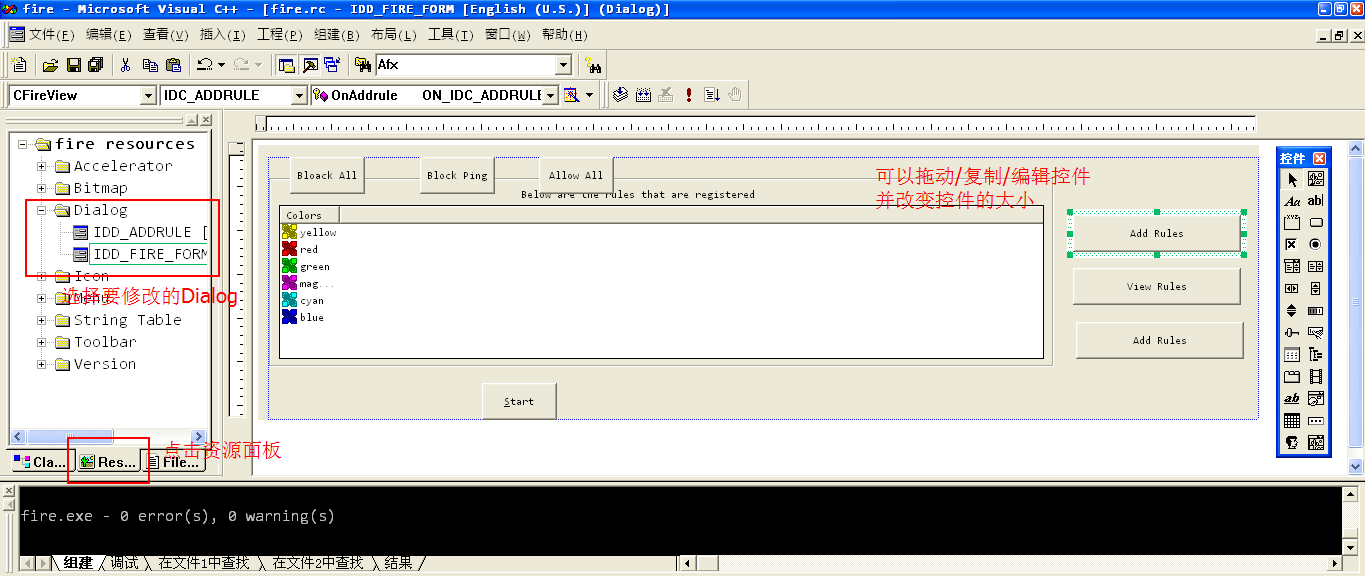 fire - Microsoft Visual C++ - [fire.rc - IDD_FIRE_FORM [English (U.S.)] (Dialog)]
文件(F) 编辑(E) 查看(V) 插入(I) 工程(P) 组建(B) 布局(L) 工具(T) 窗口(W) 帮助(H)
Afx
CFireView IDC_ADDRULE OnAddrule ON_IDC_ADDRULE
fire resources
Accelerator
Bitmap
Dialog
IDD_ADDRULE [
IDD_FIRE_FORM
Icon
Menu
选择要修改的Dialog
String Table
Toolbar
Version
Cla... Res... File...
点击资源面板
Bloack All Block Ping Allow All
Below are the rules that are registered
可以拖动/复制/编辑控件
并改变控件的大小
Colors
yellow
red
green
mag...
cyan
blue
Add Rules
View Rules
Add Rules
Start
控件
Aa ab|
ab
fire.exe - 0 error(s), 0 warning(s)
组建 调试 在文件1中查找 在文件2中查找 结果